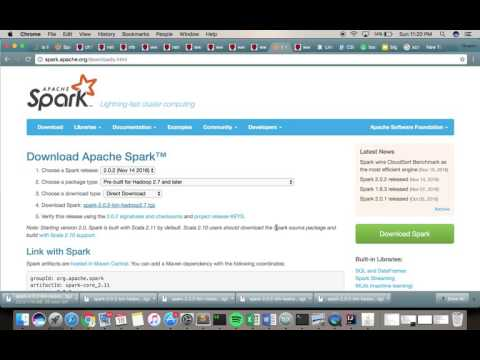 Chrome File Edit View History Bookmarks People Window Help
Sun 11:20 PM
spark.apache.org/downloads.html
APACHE
Spark™ Lightning-fast cluster computing
Download Libraries Documentation Examples Community Developers Apache Software Foundation
Download Apache Spark™
1. Choose a Spark release: 2.0.2 (Nov 14 2016)
2. Choose a package type: Pre-built for Hadoop 2.7 and later
3. Choose a download type: Direct Download
4. Download Spark: spark-2.0.2-bin-hadoop2.7.tgz
5. Verify this release using the 2.0.2 signatures and checksums and project release KEYS.
Note: Starting version 2.0, Spark is built with Scala 2.11 by default. Scala 2.10 users should download the Spark source package and
build with Scala 2.10 support.
Link with Spark
Spark artifacts are hosted in Maven Central. You can add a Maven dependency with the following coordinates:
groupId: org.apache.spark
artifactId: spark-core_2.11
Latest News
Spark wins CloudSort Benchmark as
the most efficient engine (Nov 15, 2016)
Spark 2.0.2 released (Nov 14, 2016)
Spark 1.6.3 released (Nov 07, 2016)
Spark 2.0.1 released (Oct 03, 2016)
Archive
Download Spark
Built-in Libraries:
SQL and DataFrames
Spark Streaming
MLlib (machine learning)
Show All